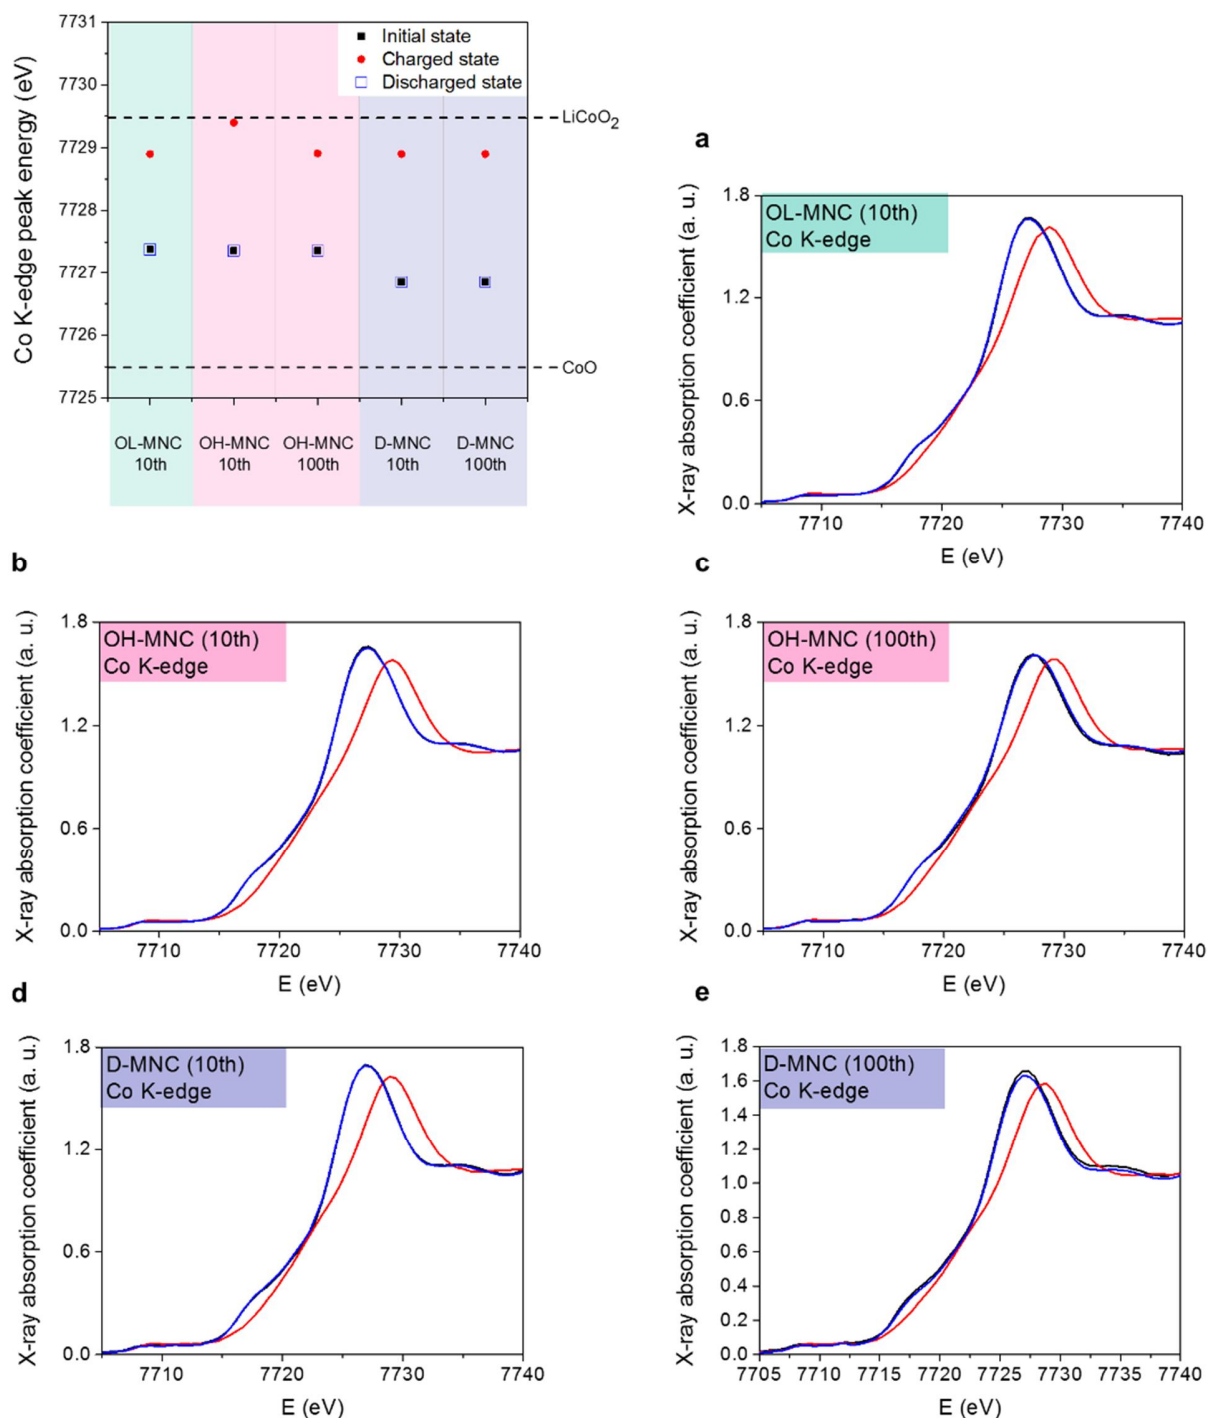 7731
7730
7729
7728
7727
7726
7725
Co K-edge peak energy (eV)
Initial state
Charged state
Discharged state
LiCoO2
CoO
OL-MNC
10th
OH-MNC
10th
OH-MNC
100th
D-MNC
10th
D-MNC
100th
a
OL-MNC (10th)
Co K-edge
X-ray absorption coefficient (a. u.)
1.8
1.2
0.6
0.0
7710 7720 7730 7740
E (eV)
b
OH-MNC (10th)
Co K-edge
X-ray absorption coefficient (a. u.)
1.8
1.2
0.6
0.0
7710 7720 7730 7740
E (eV)
c
OH-MNC (100th)
Co K-edge
X-ray absorption coefficient (a. u.)
1.8
1.2
0.6
0.0
7710 7720 7730 7740
E (eV)
d
D-MNC (10th)
Co K-edge
X-ray absorption coefficient (a. u.)
1.8
1.2
0.6
0.0
7710 7720 7730 7740
E (eV)
e
D-MNC (100th)
Co K-edge
X-ray absorption coefficient (a. u.)
1.8
1.6
1.4
1.2
1.0
0.8
0.6
0.4
0.2
0.0
7705 7710 7715 7720 7725 7730 7735 7740
E (eV)